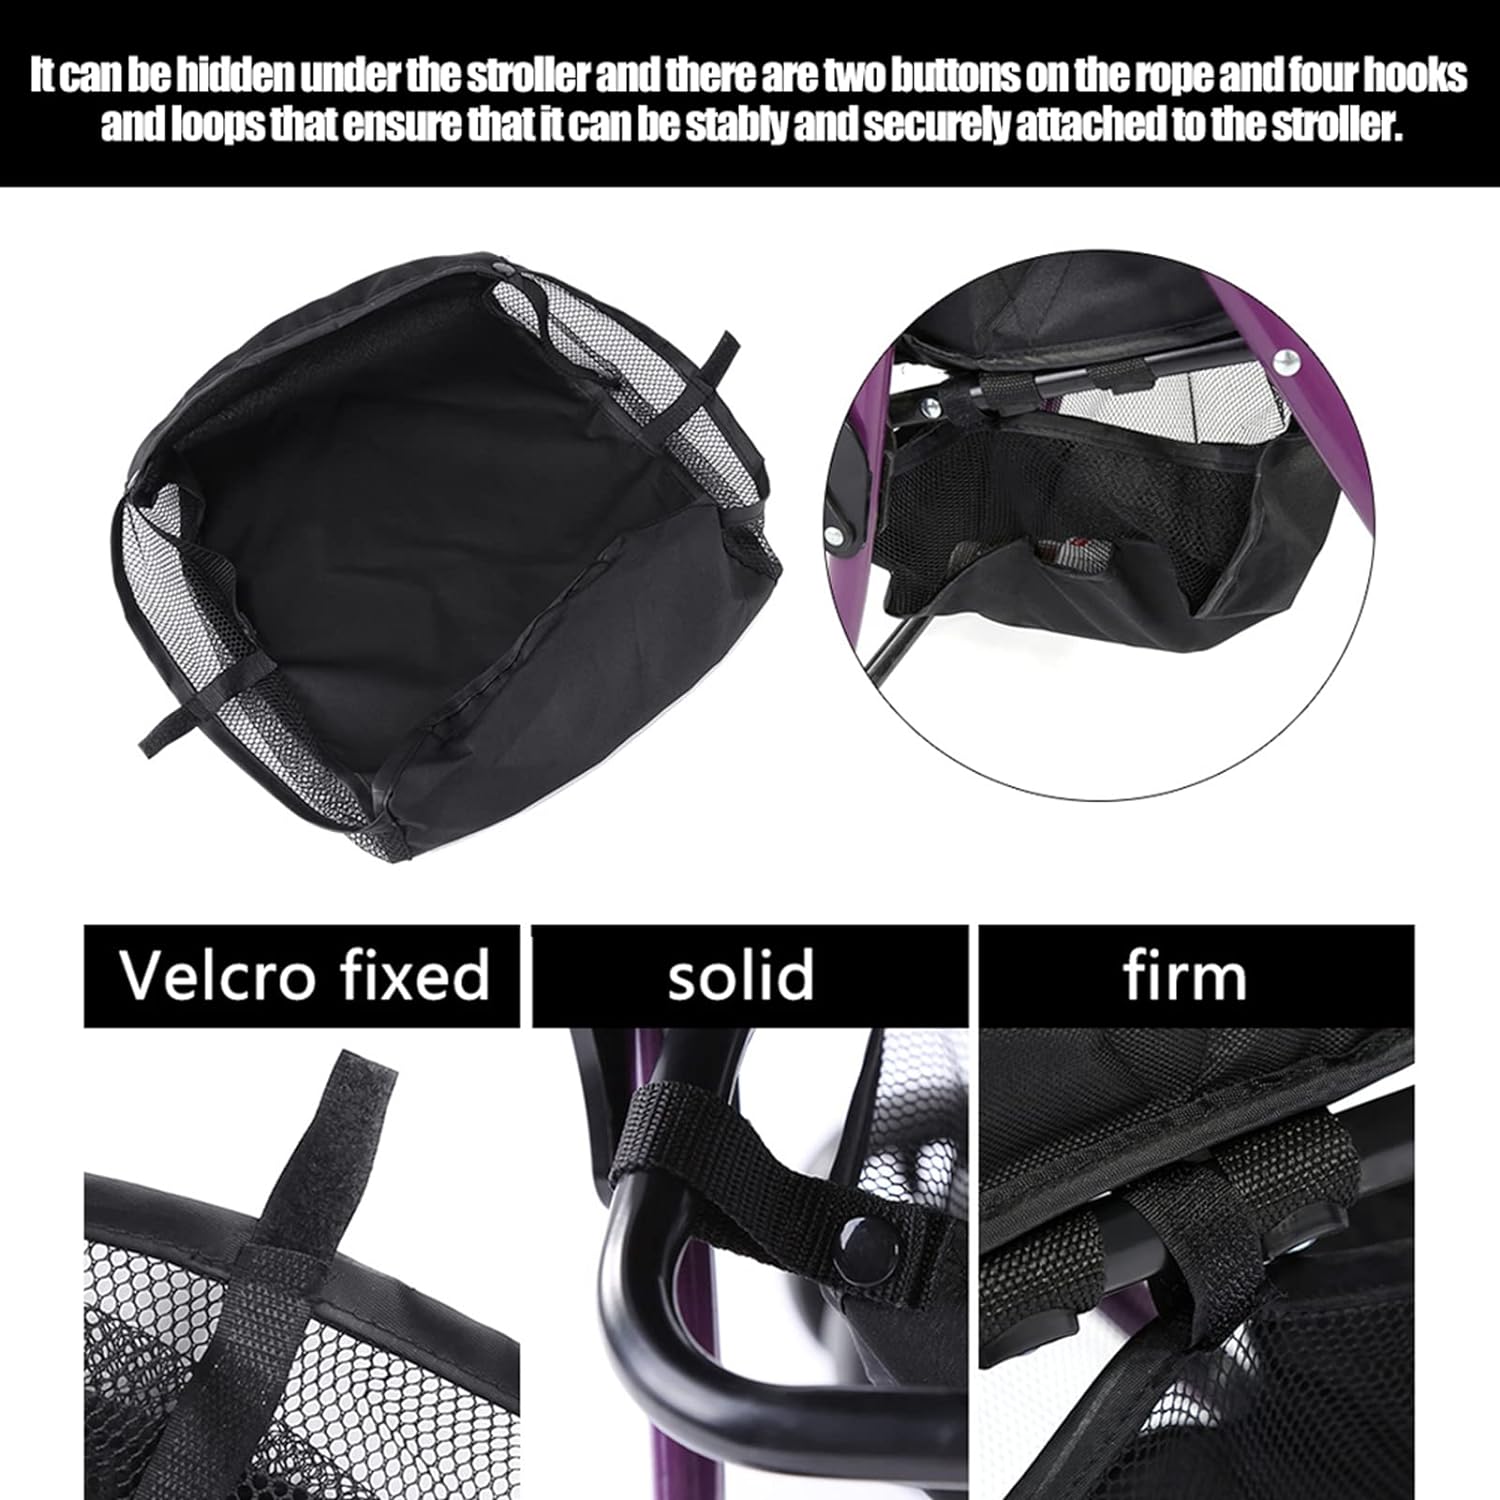 It can be hidden under the stroller and there are two buttons on the rope and four hooks
and loops that ensure that it can be stably and securely attached to the stroller.
Velcro fixed
solid
firm